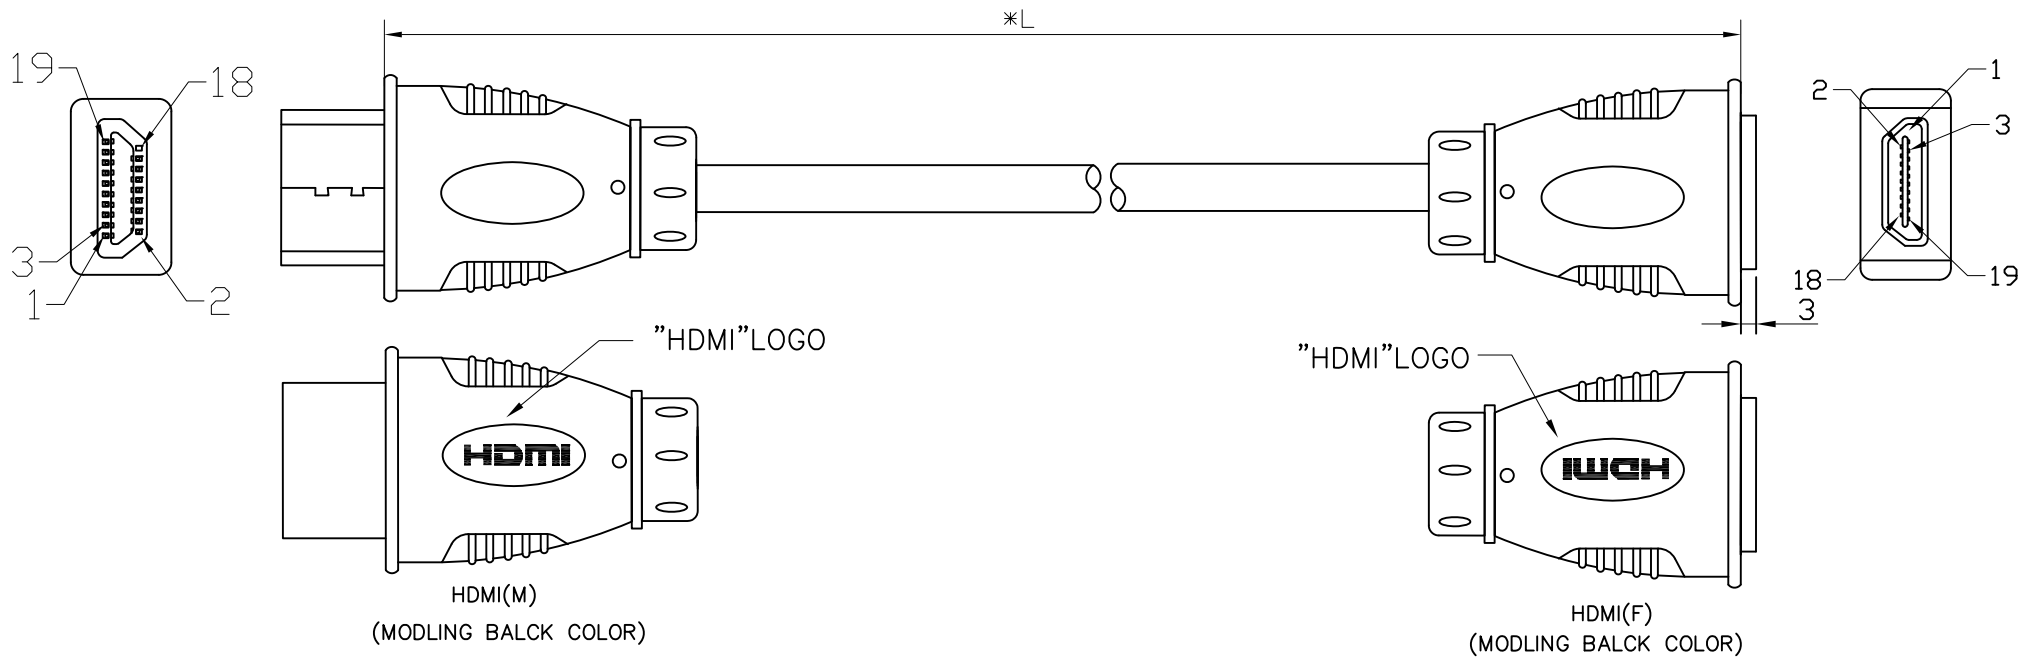 *L
19
18
3
1
2
1
2
3
18
19
3
"HDMI"LOGO
"HDMI"LOGO
HDMI
HDMI
HDMI(M)
(MODLING BALCK COLOR)
HDMI(F)
(MODLING BALCK COLOR)